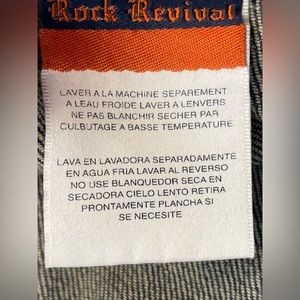 Rock Revival
LAVER A LA MACHINE SEPAREMENT
A LEAU FROIDE LAVER A LENVERS
NE PAS BLANCHIR SECHER PAR
CULBUTAGE A BASSE TEMPERATURE
LAVA EN LAVADORA SEPARADAMENTE
EN AGUA FRIA LAVAR AL REVERSO
NO USE BLANQUEDOR SECA EN
SECADORA CIELO LENTO RETIRA
PRONTAMENTE PLANCHA SI
SE NECESITE